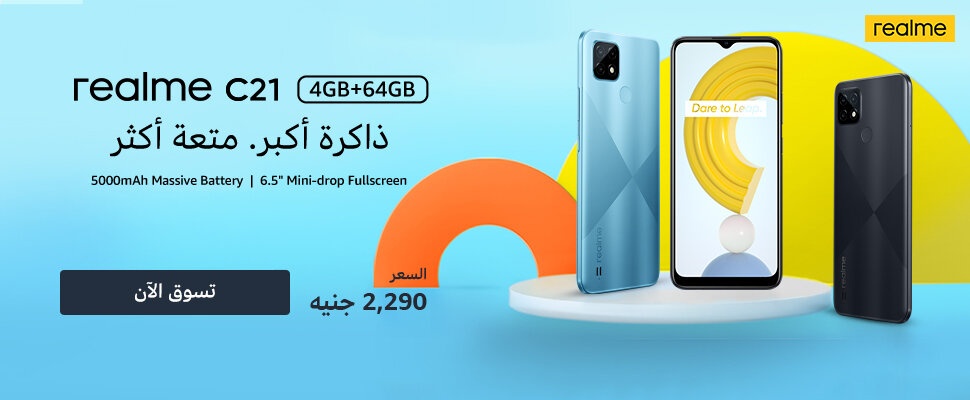 realme
realme C21 4GB+64GB
ذاكرة أكبر. متعة أكثر
5000mAh Massive Battery | 6.5" Mini-drop Fullscreen
السعر
2,290 جنيه
تسوق الآن
Dare to Leap.
realme
realme